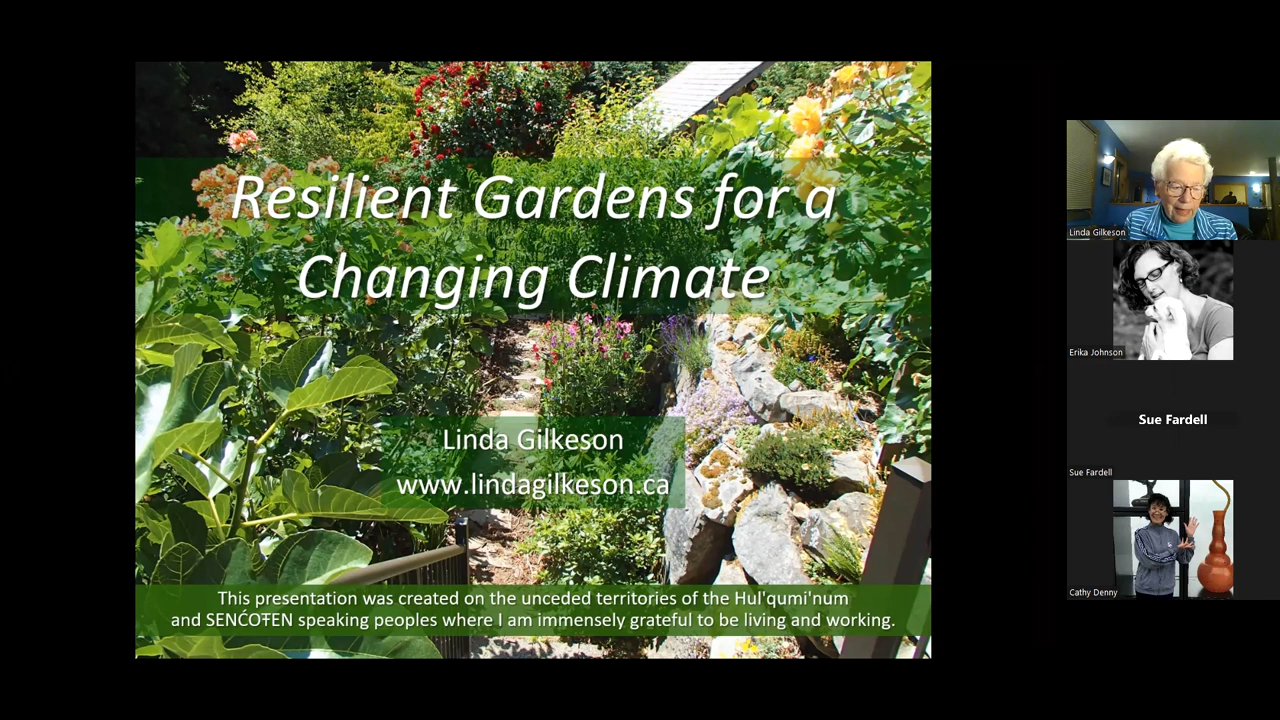 Resilient Gardens for a
Changing Climate
Linda Gilkeson
www.lindagilkeson.ca
This presentation was created on the unceded territories of the Hul'qumi'num
and SENĆOŦEN speaking peoples where I am immensely grateful to be living and working.
Linda Gilkeson
Erika Johnson
Sue Fardell
Sue Fardell
Cathy Denny